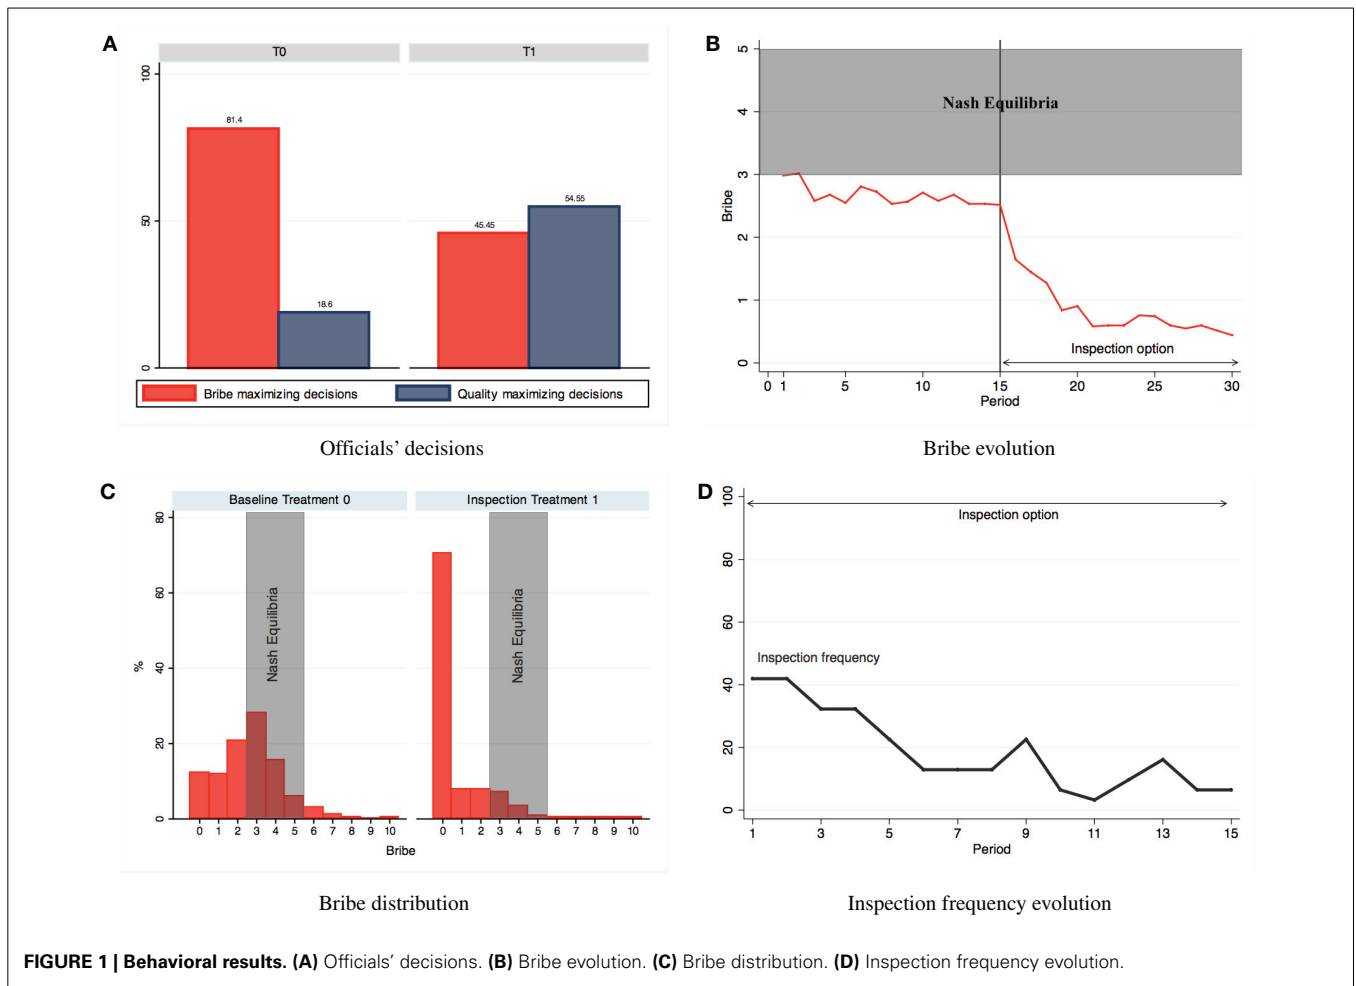 A
T0
T1
100
50
0
81.4
18.6
45.45
54.55
Bribe maximizing decisions
Quality maximizing decisions
Officials’ decisions
B
Nash Equilibria
Bribe
5
4
3
2
1
0
Inspection option
0 1 5 10 15 20 25 30
Period
Bribe evolution
C
Baseline Treatment 0
Inspection Treatment 1
80
60
40
20
0
%
Nash Equilibria
Nash Equilibria
0 1 2 3 4 5 6 7 8 9 10
0 1 2 3 4 5 6 7 8 9 10
Bribe
Bribe distribution
D
100
80
60
40
20
0
Inspection option
Inspection frequency
1 3 5 7 9 11 13 15
Period
Inspection frequency evolution
FIGURE 1 | Behavioral results. (A) Officials’ decisions. (B) Bribe evolution. (C) Bribe distribution. (D) Inspection frequency evolution.